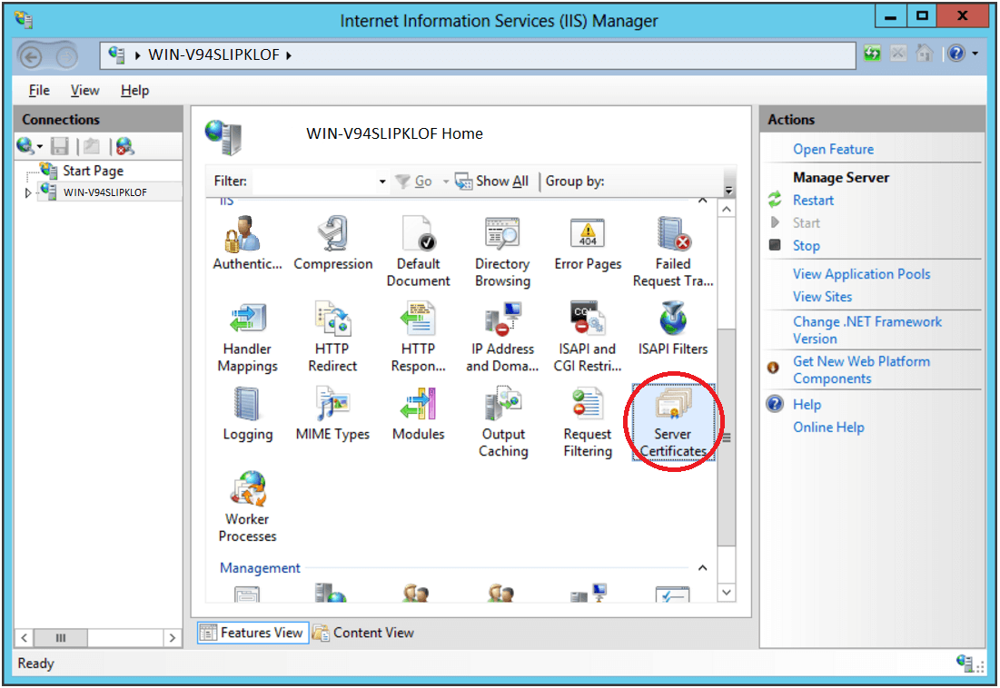 Internet Information Services (IIS) Manager
WIN-V94SLIPKLOF
File View Help
Connections
Start Page
WIN-V94SLIPKLOF
WIN-V94SLIPKLOF Home
Filter: Go Show All Group by:
IIS
Authentic...
Compression
Default
Document
Directory
Browsing
Error Pages
404
Failed
Request Tra...
Handler
Mappings
HTTP
Redirect
HTTP
Respon...
IP Address
and Doma...
CGI
ISAPI and
CGI Restri...
ISAPI Filters
Logging
MIME Types
Modules
Output
Caching
Request
Filtering
Server
Certificates
Worker
Processes
Management
Features View Content View
Actions
Open Feature
Manage Server
Restart
Start
Stop
View Application Pools
View Sites
Change .NET Framework
Version
Get New Web Platform
Components
Help
Online Help
Ready